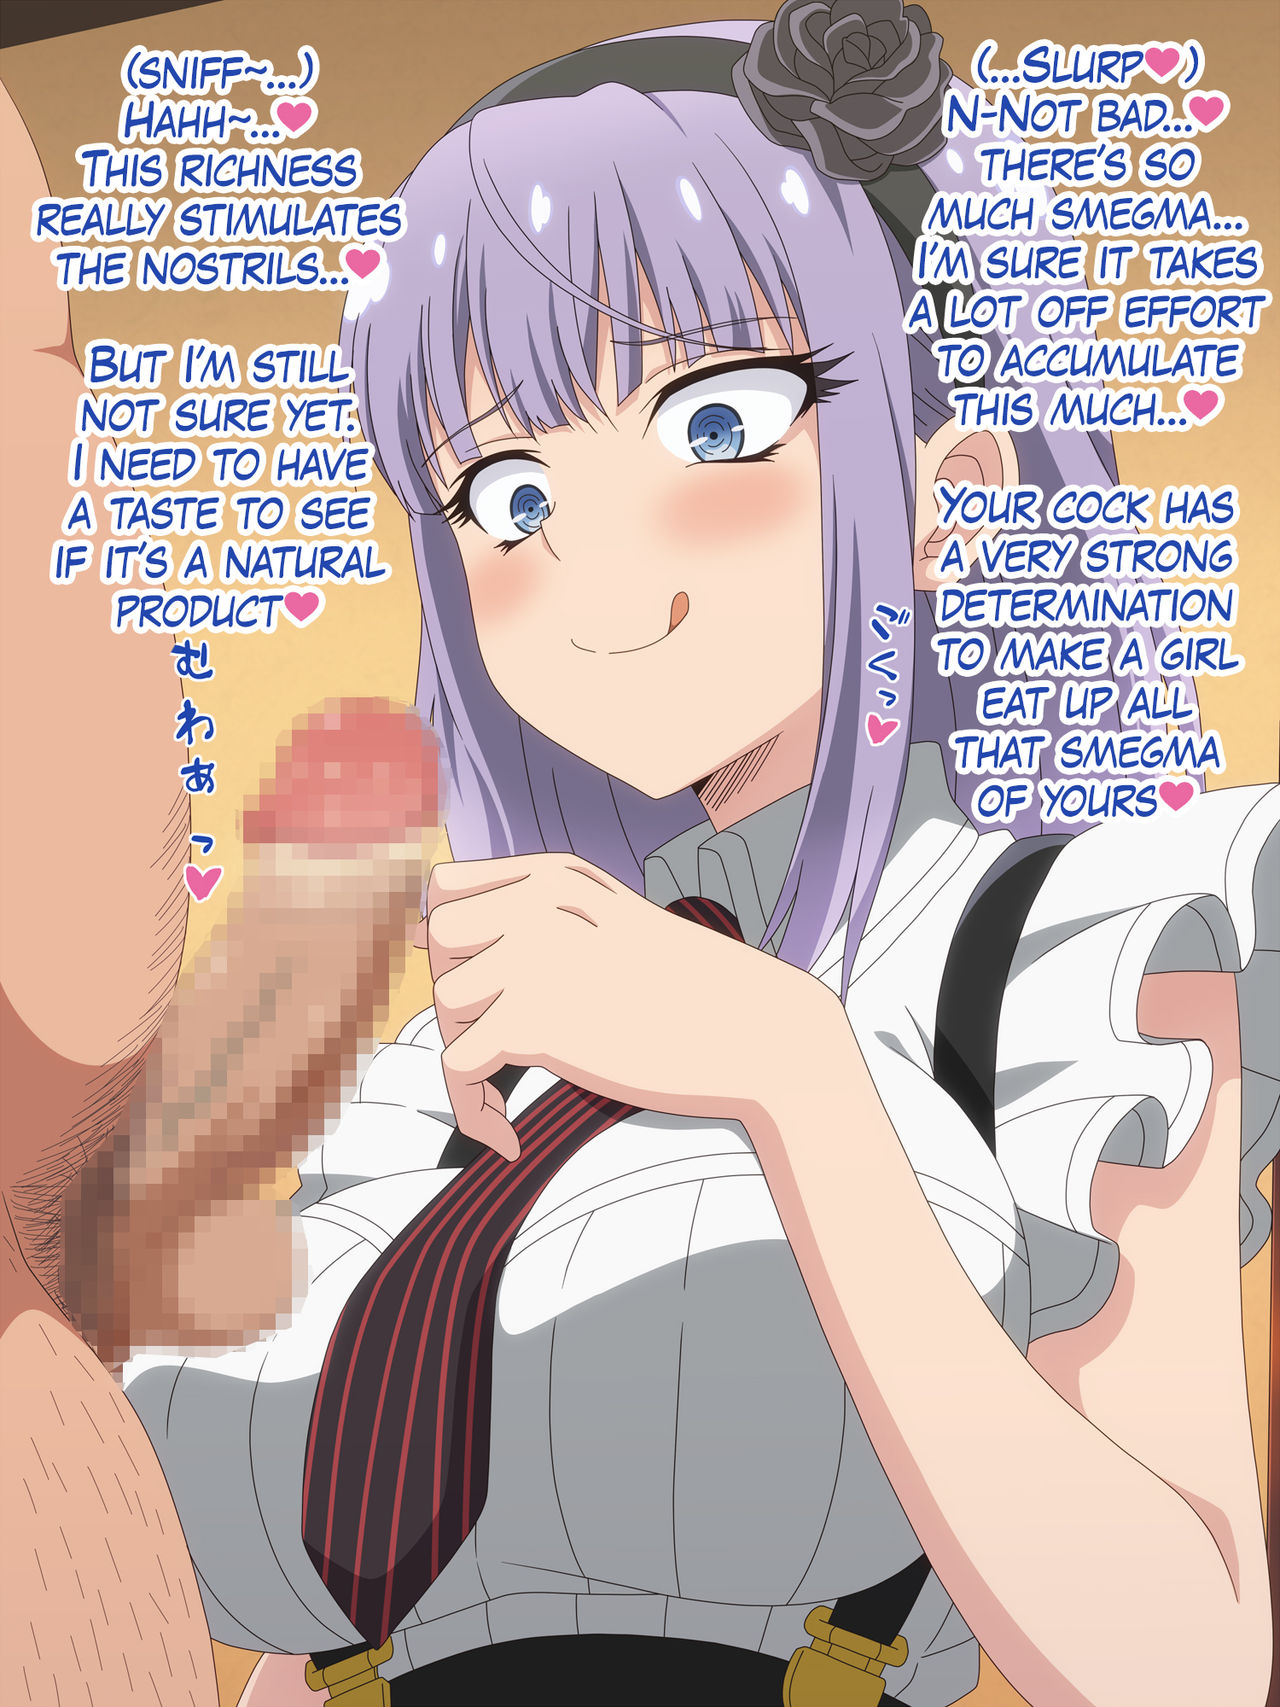 (SNIFF~...)
HAHH~...♥
THIS RICHNESS
REALLY STIMULATES
THE NOSTRILS...♥
BUT I'M STILL
NOT SURE YET.
I NEED TO HAVE
A TASTE TO SEE
IF IT'S A NATURAL
PRODUCT♥
むわぁっ♥
(...SLURP♥)
N-NOT BAD...♥
THERE'S SO
MUCH SMEGMA...
I'M SURE IT TAKES
A LOT OFF EFFORT
TO ACCUMULATE
THIS MUCH...♥
YOUR COCK HAS
A VERY STRONG
DETERMINATION
TO MAKE A GIRL
EAT UP ALL
THAT SMEGMA
OF YOURS♥
ごくっ♥